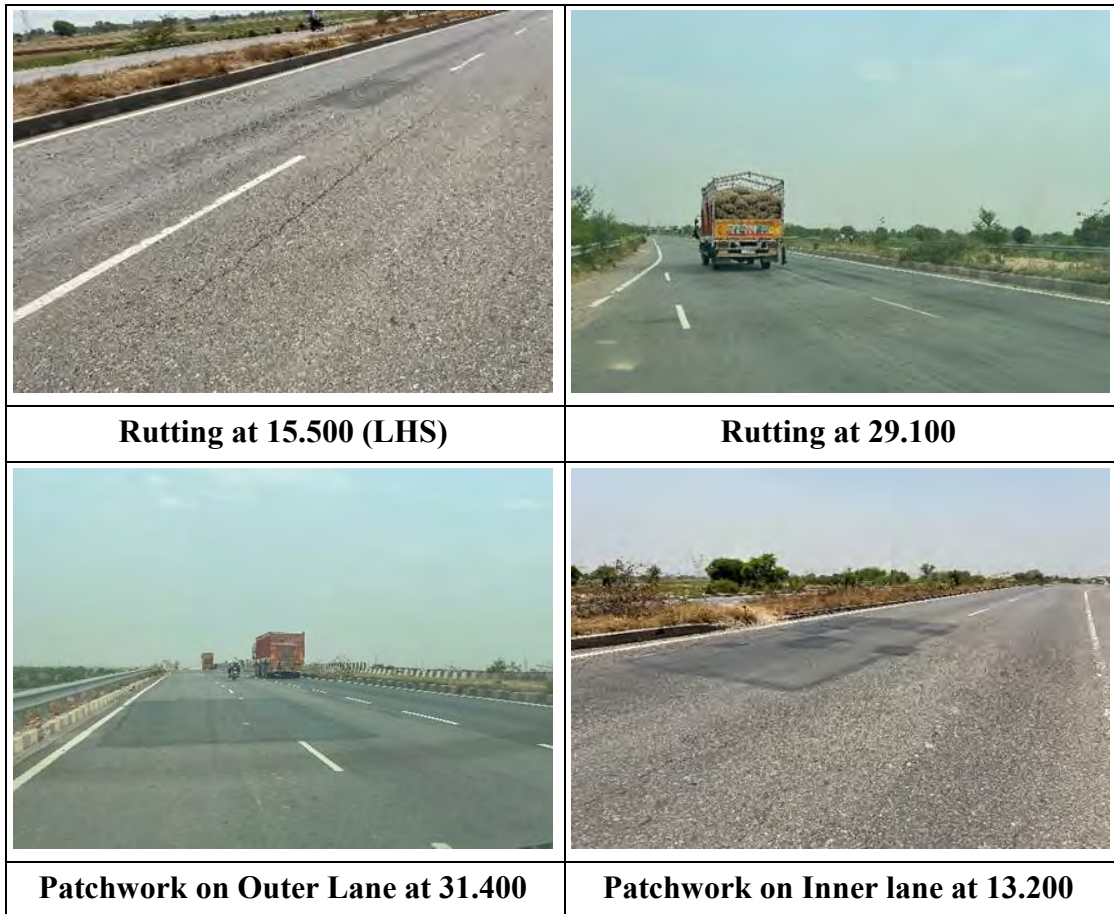 Rutting at 15.500 (LHS)
Rutting at 29.100
Patchwork on Outer Lane at 31.400
Patchwork on Inner lane at 13.200